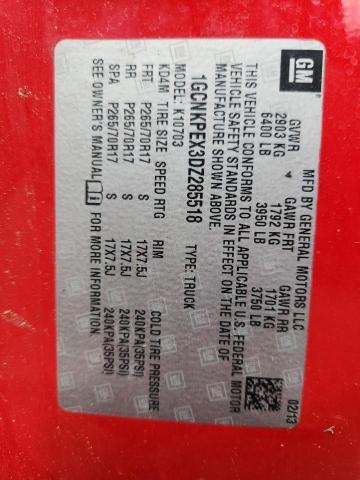 GM
MFD BY GENERAL MOTORS LLC
02/13
GVWR GAWR FRT GAWR RR
2903 KG 1792 KG 1701 KG
6400 LB 3950 LB 3750 LB
THIS VEHICLE CONFORMS TO ALL APPLICABLE U.S. FEDERAL MOTOR
VEHICLE SAFETY STANDARDS IN EFFECT ON THE DATE OF
MANUFACTURE SHOWN ABOVE.
1GCNKPEX3DZ285518 TYPE: TRUCK
MODEL: K10703
KD4M TIRE SIZE SPEED RTG RIM COLD TIRE PRESSURE
FRT P265/70R17 S 17X7.5J 240KPA(35PSI)
RR P265/70R17 S 17X7.5J 240KPA(35PSI)
SPA P265/70R17 S 17X7.5J 240KPA(35PSI)
SEE OWNER'S MANUAL